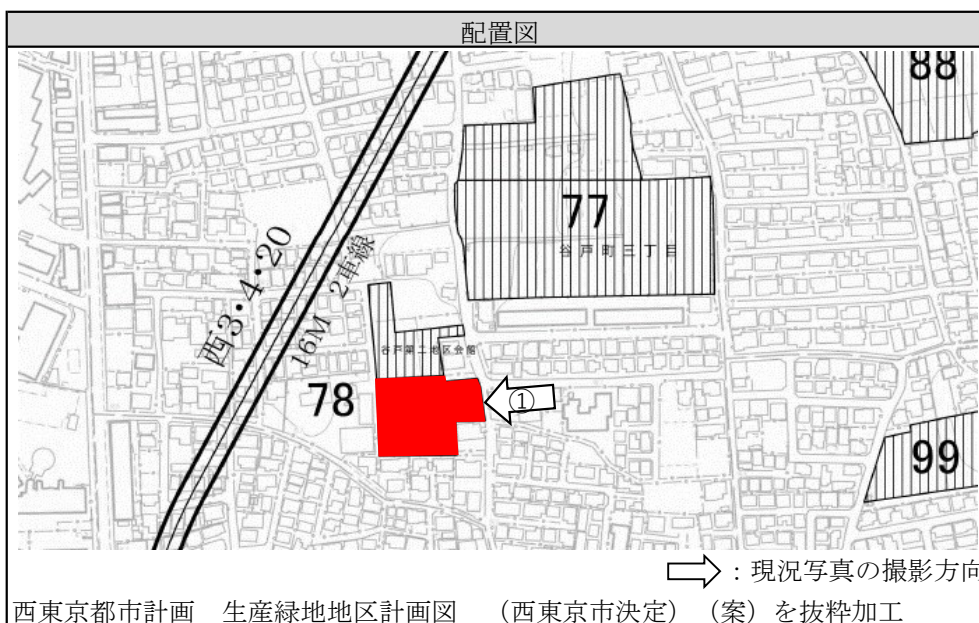 配置図
88
77
谷戸町三丁目
西3・4・20
16M 2車線
谷戸第二地区会館
78
①
99
：現況写真の撮影方向
西東京都市計画 生産緑地地区計画図 （西東京市決定）（案）を抜粋加工